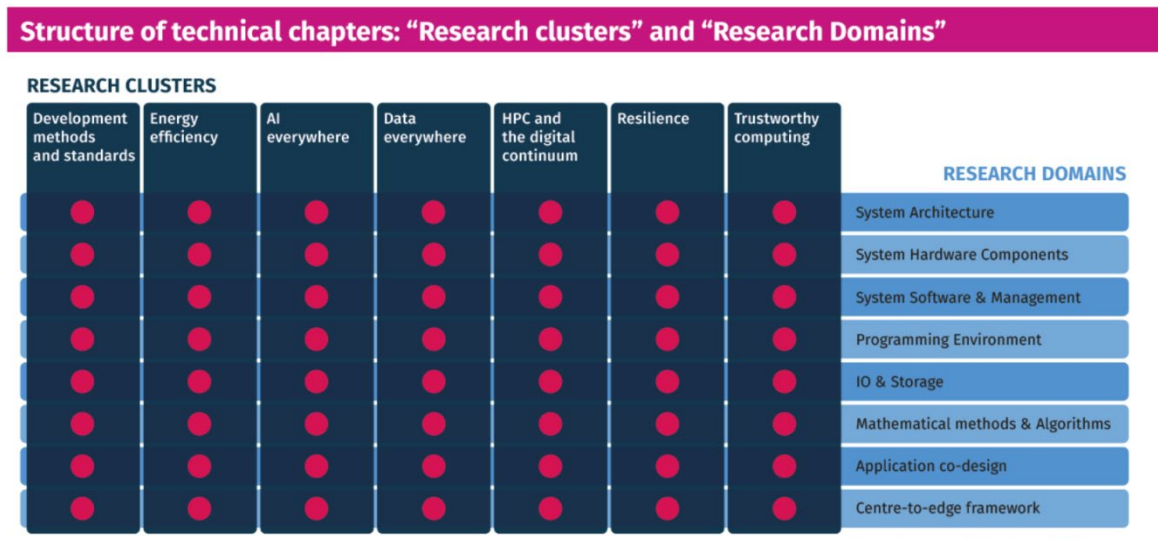 Structure of technical chapters: “Research clusters” and “Research Domains”
RESEARCH CLUSTERS
Development
methods
and standards
Energy
efficiency
AI
everywhere
Data
everywhere
HPC and
the digital
continuum
Resilience
Trustworthy
computing
RESEARCH DOMAINS
System Architecture
System Hardware Components
System Software & Management
Programming Environment
IO & Storage
Mathematical methods & Algorithms
Application co-design
Centre-to-edge framework